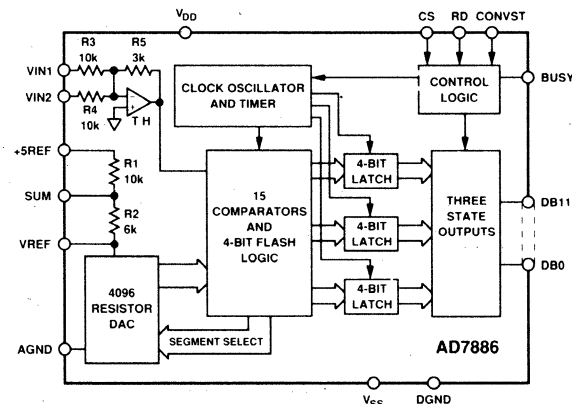 VDD
CS RD CONVST
R3
10k
R5
3k
VIN1
VIN2
R4
10k
T H
CLOCK OSCILLATOR
AND TIMER
CONTROL
LOGIC
BUSY
+5REF
R1
10k
SUM
R2
6k
VREF
15
COMPARATORS
AND
4-BIT FLASH
LOGIC
4-BIT
LATCH
4-BIT
LATCH
4-BIT
LATCH
THREE
STATE
OUTPUTS
DB11
DB0
4096
RESISTOR
DAC
SEGMENT SELECT
AGND
AD7886
VSS
DGND